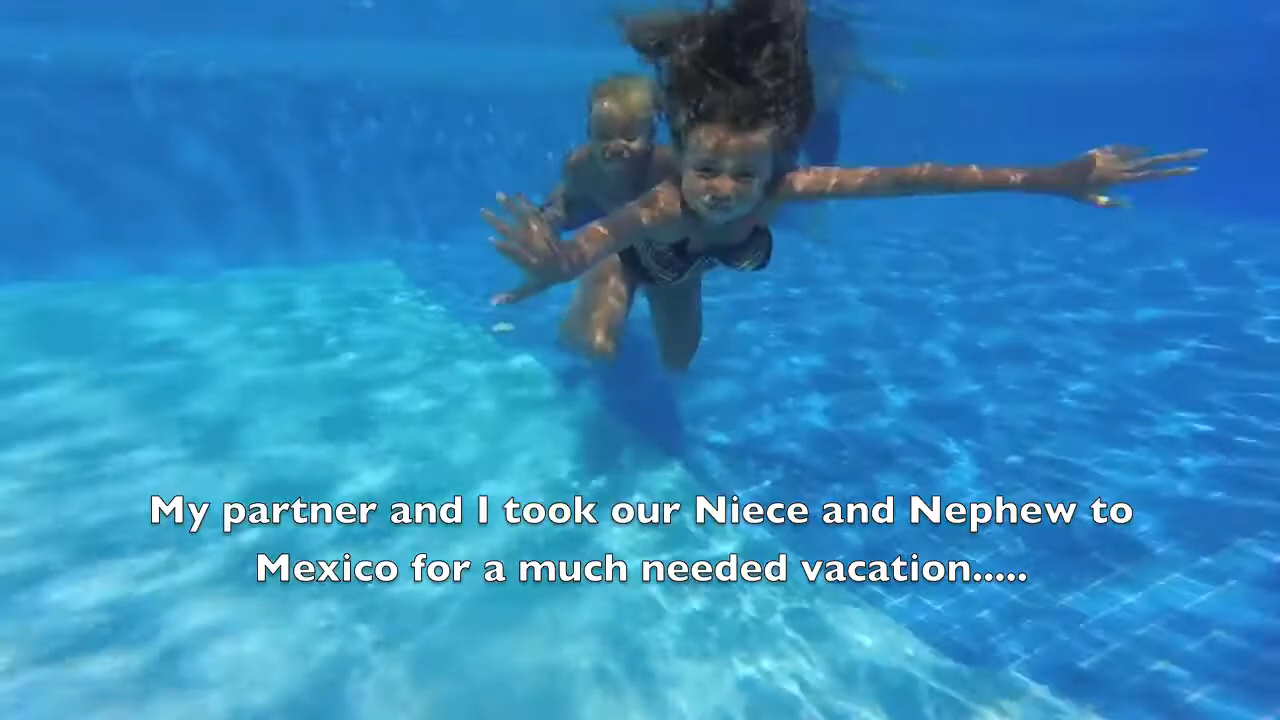 My partner and I took our Niece and Nephew to
Mexico for a much needed vacation.....